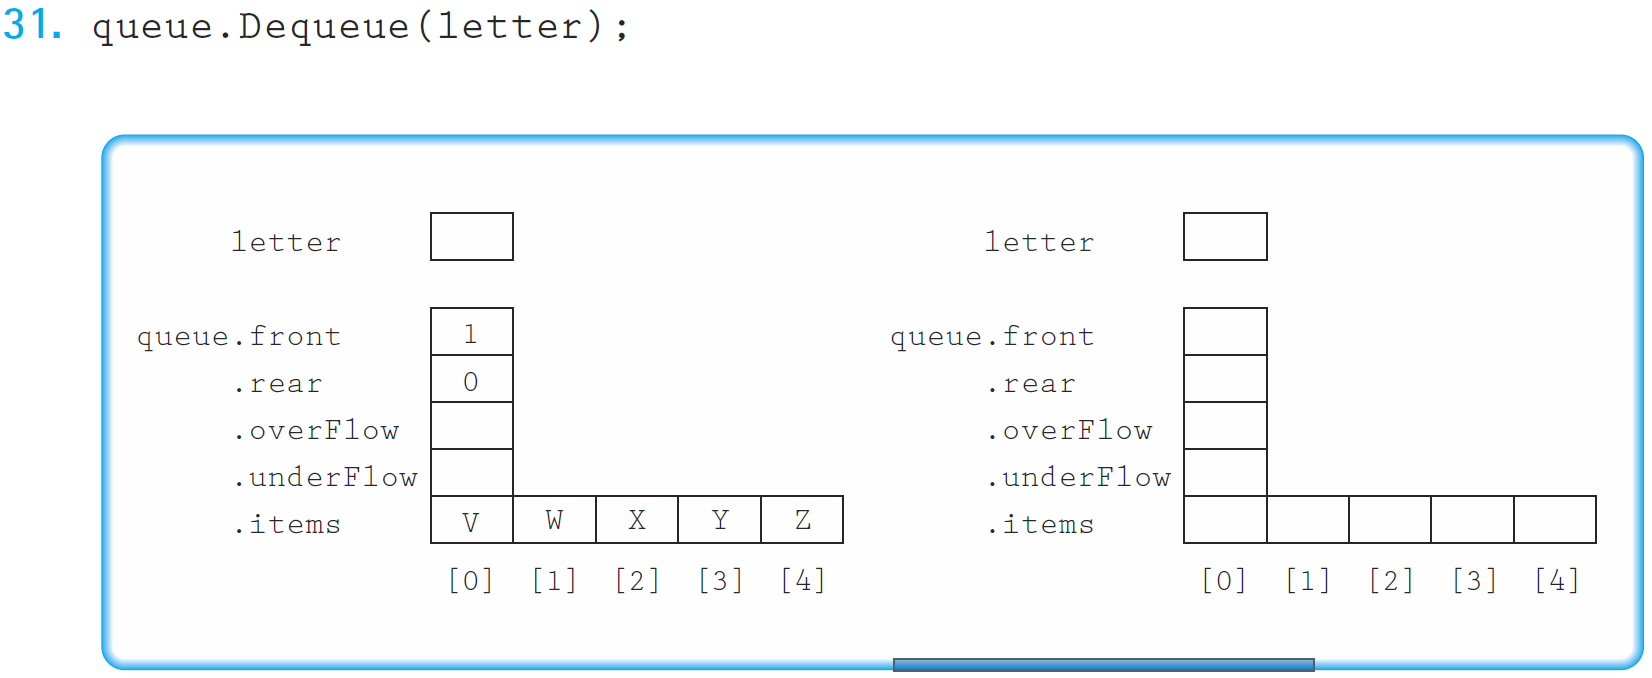 31. queue.Dequeue(letter);
letter letter
queue.front 1 queue.front
.rear 0 .rear
.overFlow .overFlow
.underFlow .underFlow
.items V W X Y Z .items
[0] [1] [2] [3] [4] [0] [1] [2] [3] [4]